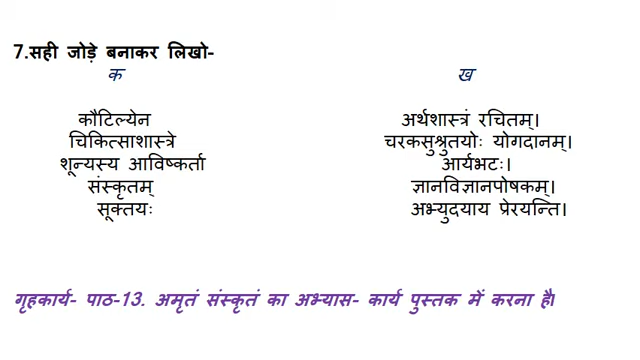 7.सही जोड़े बनाकर लिखो-
क ख
कौटिल्येन अर्थशास्त्रं रचितम्।
चिकित्साशास्त्रे चरकसुश्रुतयोः योगदानम्।
शून्यस्य आविष्कर्ता आर्यभटः।
संस्कृतम् ज्ञानविज्ञानपोषकम्।
सूक्तयः अभ्युदयाय प्रेरयन्ति।
गृहकार्य- पाठ-13. अमृतं संस्कृतं का अभ्यास- कार्य पुस्तक में करना है।